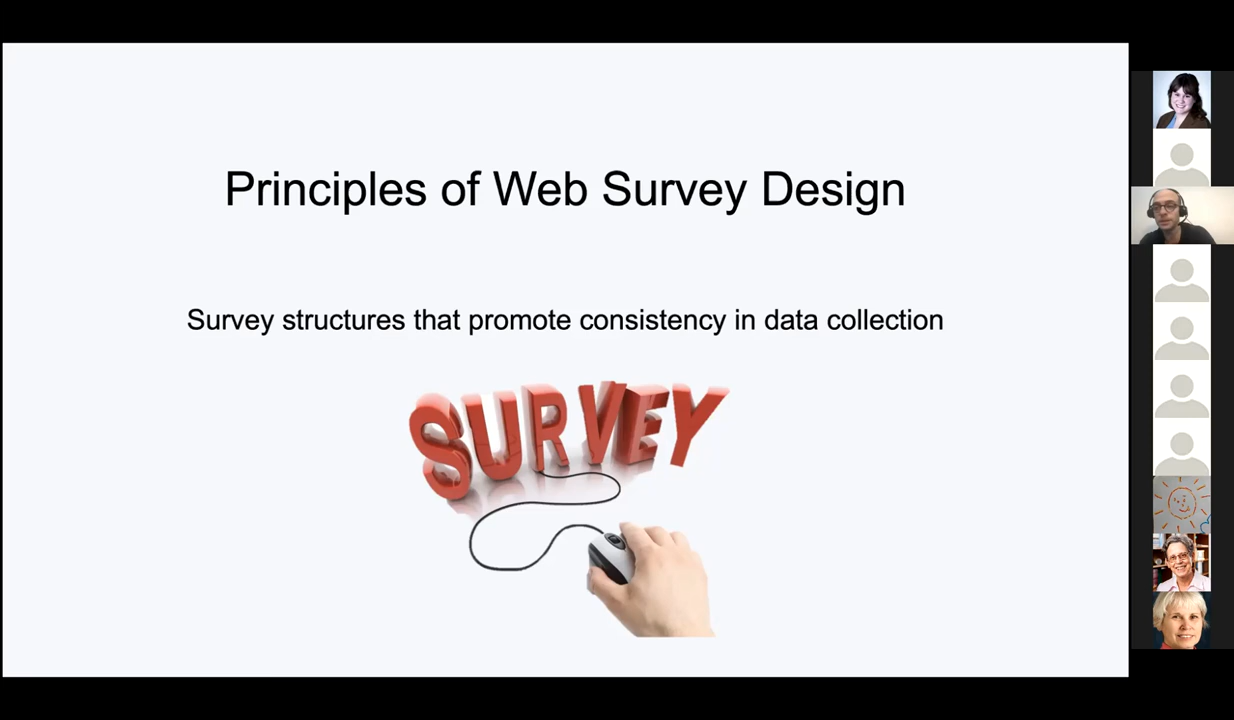 Principles of Web Survey Design
Survey structures that promote consistency in data collection
SURVEY